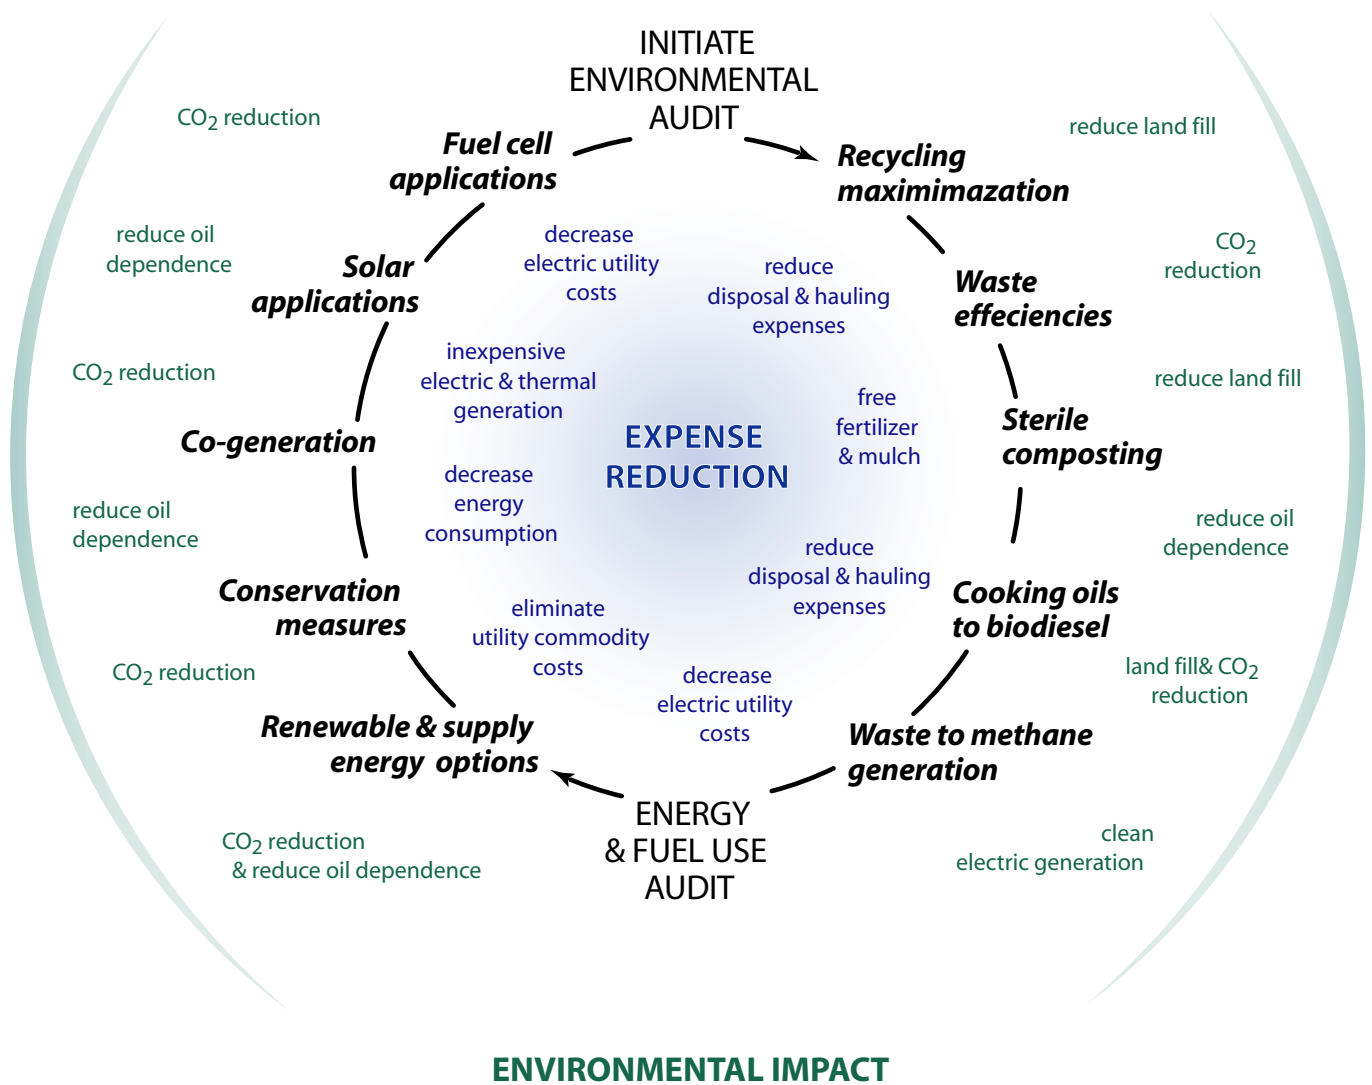 INITIATE
ENVIRONMENTAL
AUDIT
Recycling
maximimazation
Waste
effeciencies
Sterile
composting
Cooking oils
to biodiesel
Waste to methane
generation
ENERGY
& FUEL USE
AUDIT
Renewable & supply
energy options
Conservation
measures
Co-generation
Solar
applications
Fuel cell
applications
EXPENSE
REDUCTION
reduce
disposal & hauling
expenses
free
fertilizer
& mulch
reduce
disposal & hauling
expenses
decrease
electric utility
costs
eliminate
utility commodity
costs
decrease
energy
consumption
inexpensive
electric & thermal
generation
decrease
electric utility
costs
reduce land fill
CO2
reduction
reduce land fill
reduce oil
dependence
land fill& CO2
reduction
clean
electric generation
CO2 reduction
& reduce oil dependence
CO2 reduction
reduce oil
dependence
CO2 reduction
reduce oil
dependence
CO2 reduction
ENVIRONMENTAL IMPACT